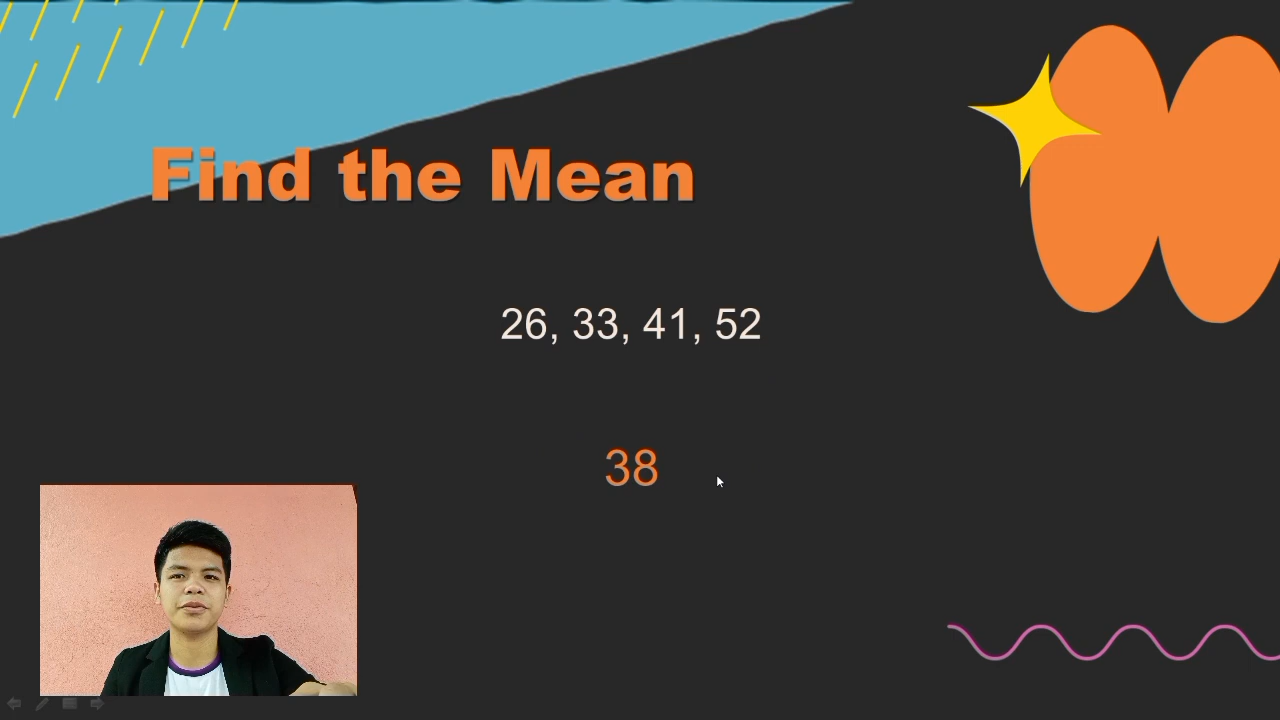 Find the Mean
26, 33, 41, 52
38